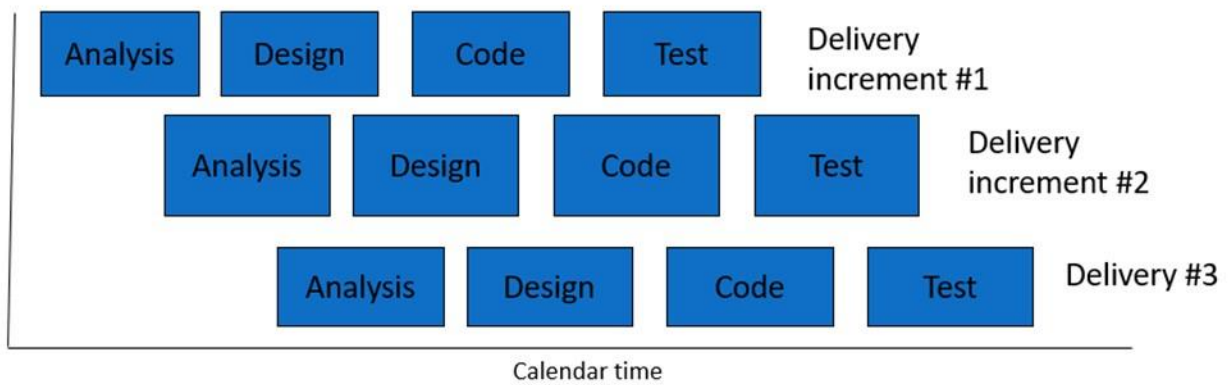 Analysis Design Code Test Delivery
increment #1
Analysis Design Code Test Delivery
increment #2
Analysis Design Code Test Delivery #3
Calendar time